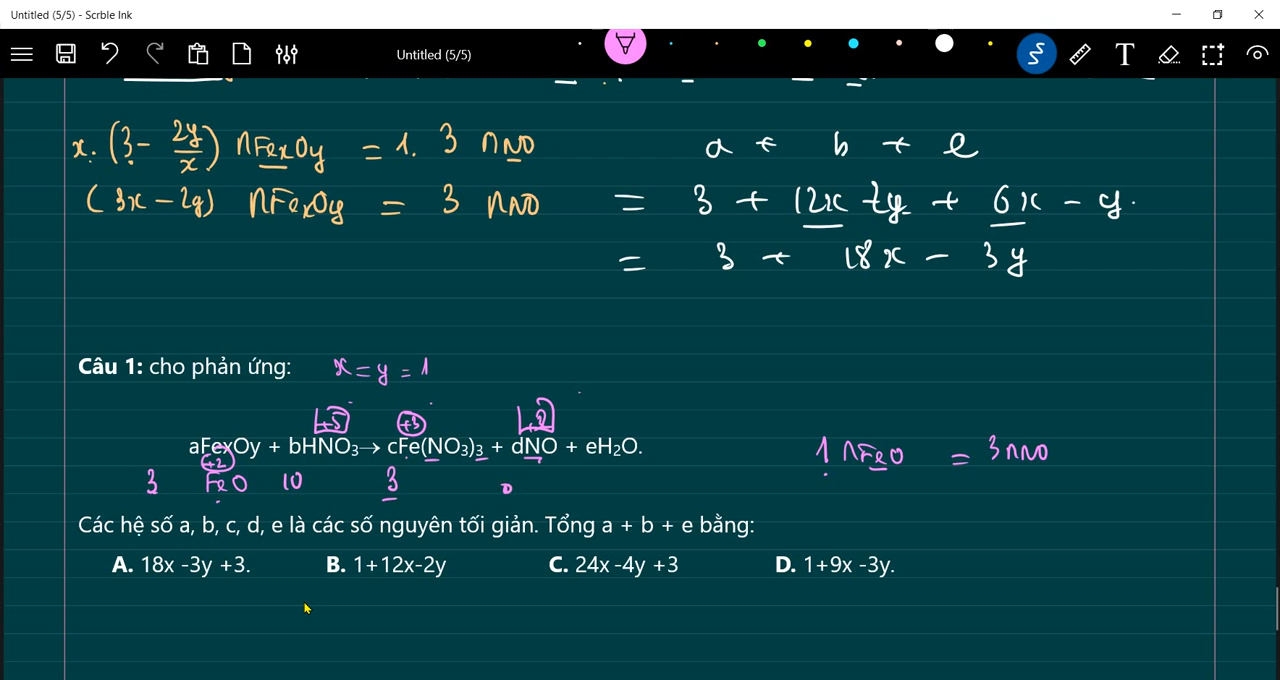 Untitled (5/5) - Scrble Ink
Untitled (5/5)
T
x. (3 - 2y/x) nFexOy = 1. 3 nNO
a + b + e
(3x - 2y) nFexOy = 3 nNO
= 3 + 12x 2y + 6x - y.
= 3 + 18x - 3y
Câu 1: cho phản ứng: x = y = 1
+5 +3 +2
aFexOy + bHNO3→ cFe(NO3)3 + dNO + eH2O.
1 nFeO = 3 nNO
+2
3 FeO 10 3
Các hệ số a, b, c, d, e là các số nguyên tối giản. Tổng a + b + e bằng:
A. 18x -3y +3. B. 1+12x-2y C. 24x -4y +3 D. 1+9x -3y.